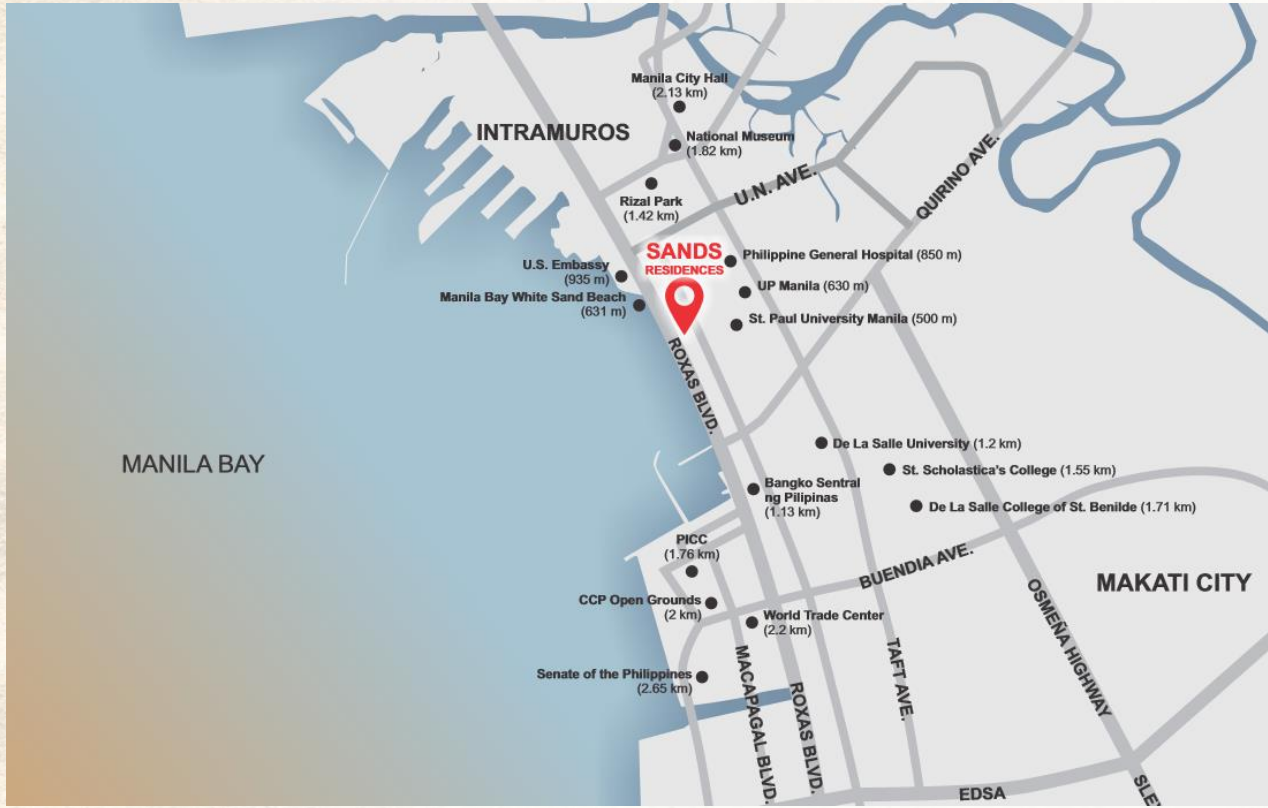 Manila City Hall
(2.13 km)
INTRAMUROS
National Museum
(1.82 km)
U.N. AVE.
QUIRINO AVE.
Rizal Park
(1.42 km)
SANDS
RESIDENCES
Philippine General Hospital (850 m)
U.S. Embassy
(935 m)
UP Manila (630 m)
Manila Bay White Sand Beach
(631 m)
St. Paul University Manila (500 m)
ROXAS BLVD.
MANILA BAY
De La Salle University (1.2 km)
St. Scholastica's College (1.55 km)
Bangko Sentral
ng Pilipinas
(1.13 km)
De La Salle College of St. Benilde (1.71 km)
PICC
(1.76 km)
BUENDIA AVE.
MAKATI CITY
CCP Open Grounds
(2 km)
World Trade Center
(2.2 km)
OSMEÑA HIGHWAY
TAFT AVE.
Senate of the Philippines
(2.65 km)
MACAPAGAL BLVD.
ROXAS BLVD.
EDSA